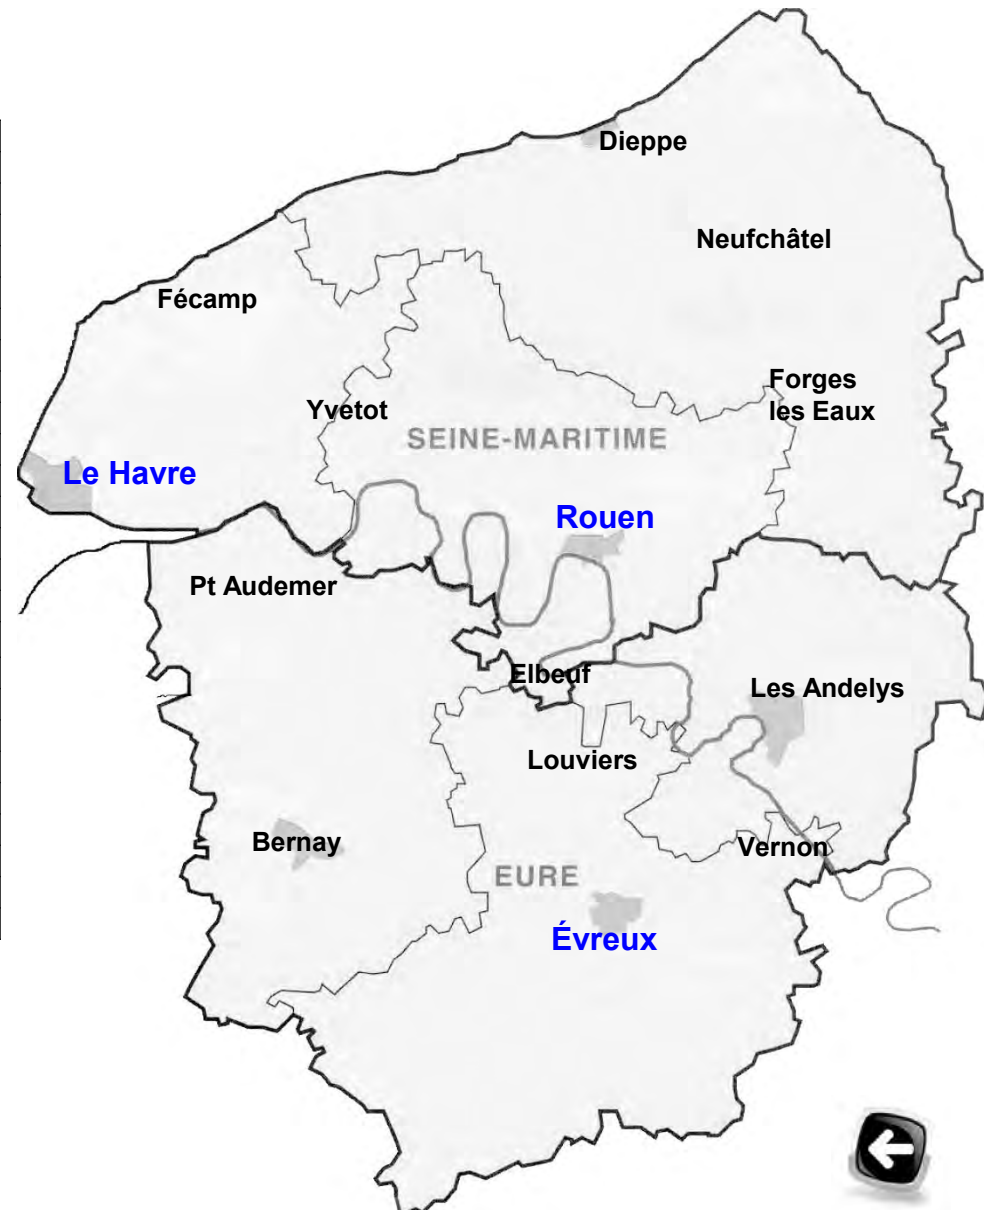 Dieppe
Neufchâtel
Fécamp
Forges
les Eaux
Yvetot
SEINE-MARITIME
Le Havre
Rouen
Pt Audemer
Elbeuf
Les Andelys
Louviers
Bernay
Vernon
EURE
Évreux